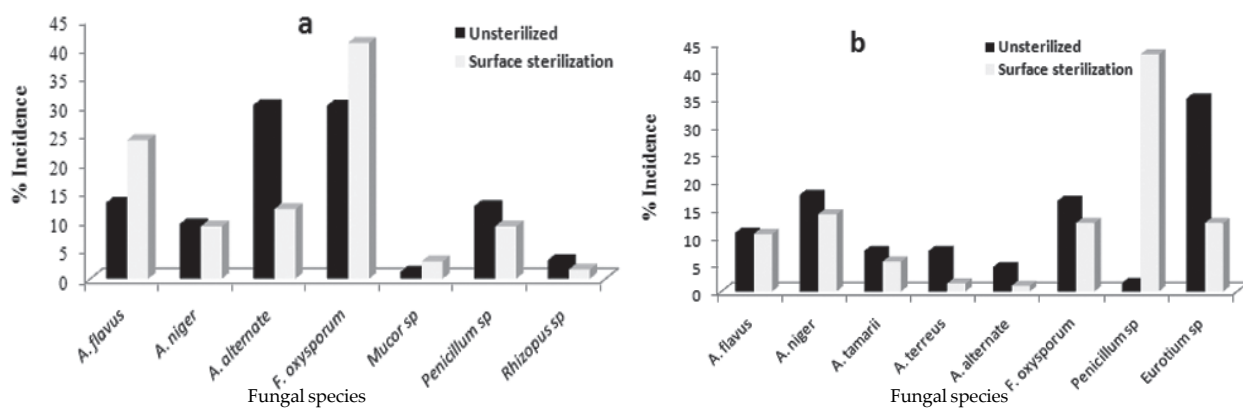 a
Unsterilized
Surface sterilization
% Incidence
45
40
35
30
25
20
15
10
5
0
A. flavus
A. niger
A. alternate
F. oxysporum
Mucor sp
Penicillum sp
Rhizopus sp
Fungal species
b
Unsterilized
Surface sterilization
% Incidence
45
40
35
30
25
20
15
10
5
0
A. flavus
A. niger
A. tamarii
A. terreus
A. alternate
F. oxysporum
Penicillum sp
Eurotium sp
Fungal species